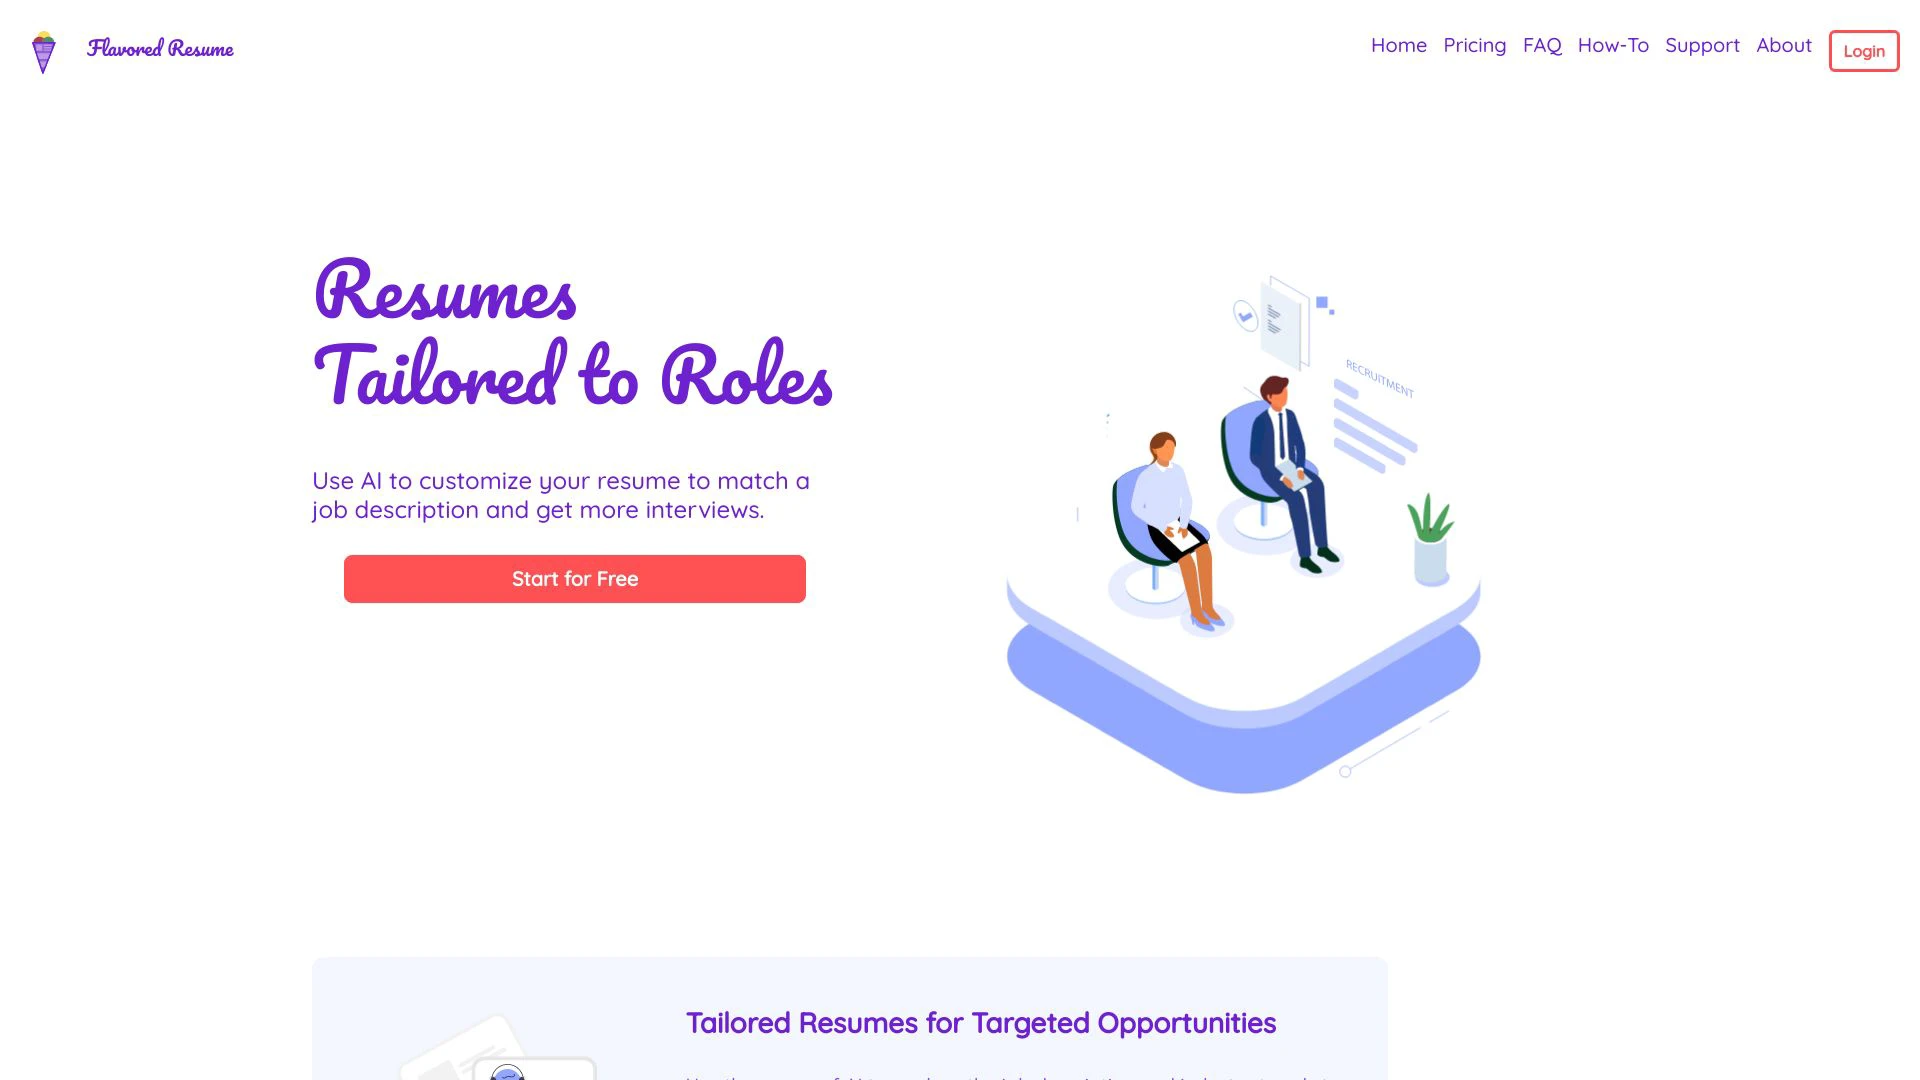 Flavored Resume
Home Pricing FAQ How-To Support About Login
Resumes
Tailored to Roles
Use AI to customize your resume to match a
job description and get more interviews.
Start for Free
RECRUITMENT
Tailored Resumes for Targeted Opportunities